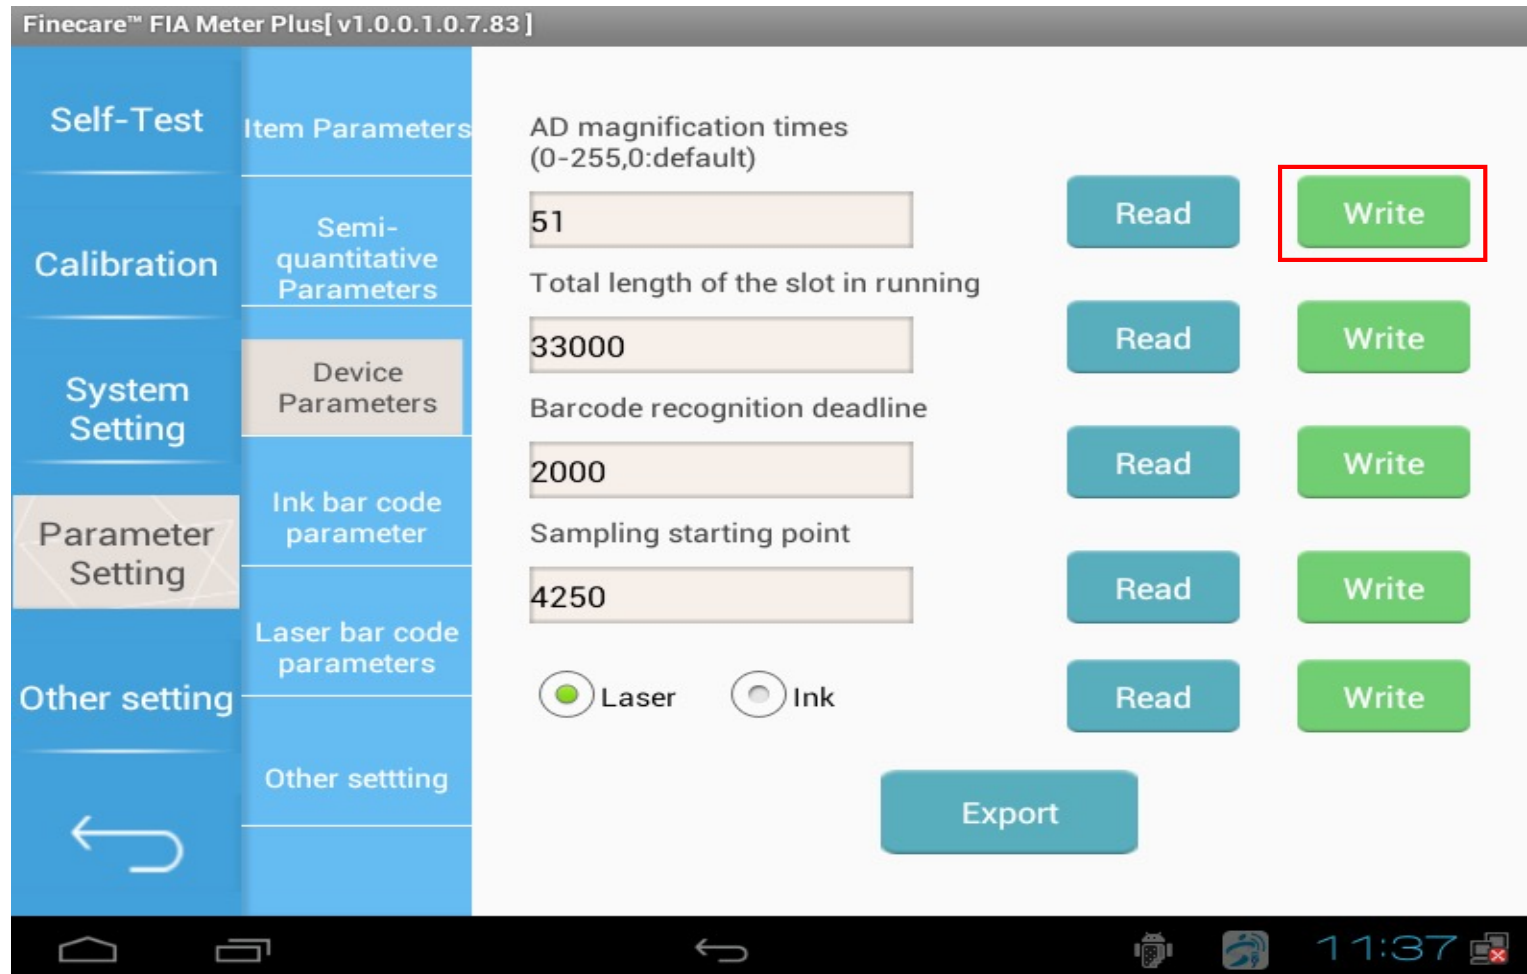 Finecare™ FIA Meter Plus[ v1.0.0.1.0.7.83 ]
Self-Test
Calibration
System
Setting
Parameter
Setting
Other setting
Item Parameters
Semi-
quantitative
Parameters
Device
Parameters
Ink bar code
parameter
Laser bar code
parameters
Other settting
AD magnification times
(0-255,0:default)
51
Read
Write
Total length of the slot in running
33000
Read
Write
Barcode recognition deadline
2000
Read
Write
Sampling starting point
4250
Read
Write
Laser
Ink
Read
Write
Export
11:37